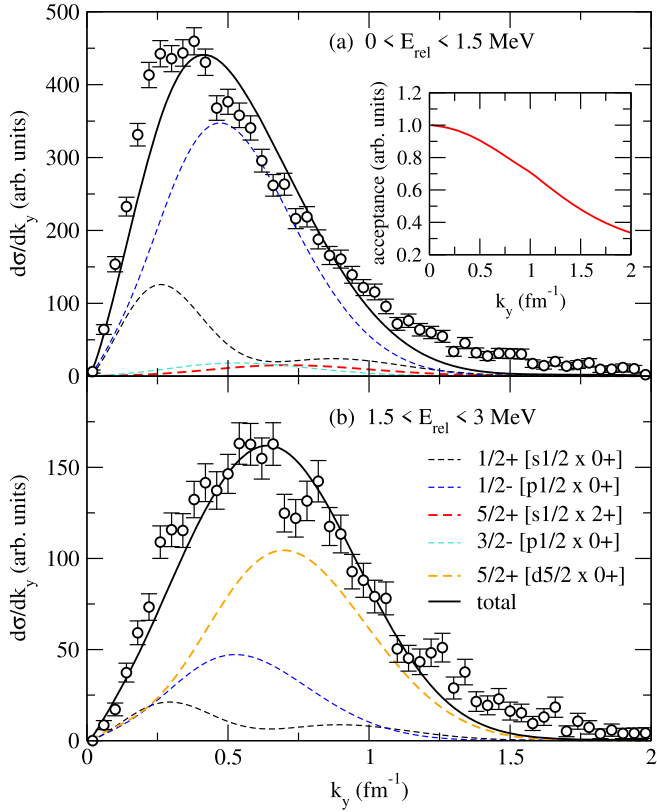 (a) 0 < E_rel < 1.5 MeV
500
400
300
200
100
0
dσ/dk_y (arb. units)
1.2
1.0
0.8
0.6
0.4
0.2
acceptance (arb. units)
0 0.5 1 1.5 2
k_y (fm⁻¹)
(b) 1.5 < E_rel < 3 MeV
150
100
50
0
dσ/dk_y (arb. units)
1/2+ [s1/2 x 0+]
1/2- [p1/2 x 0+]
5/2+ [s1/2 x 2+]
3/2- [p1/2 x 0+]
5/2+ [d5/2 x 0+]
total
0 0.5 1 1.5 2
k_y (fm⁻¹)